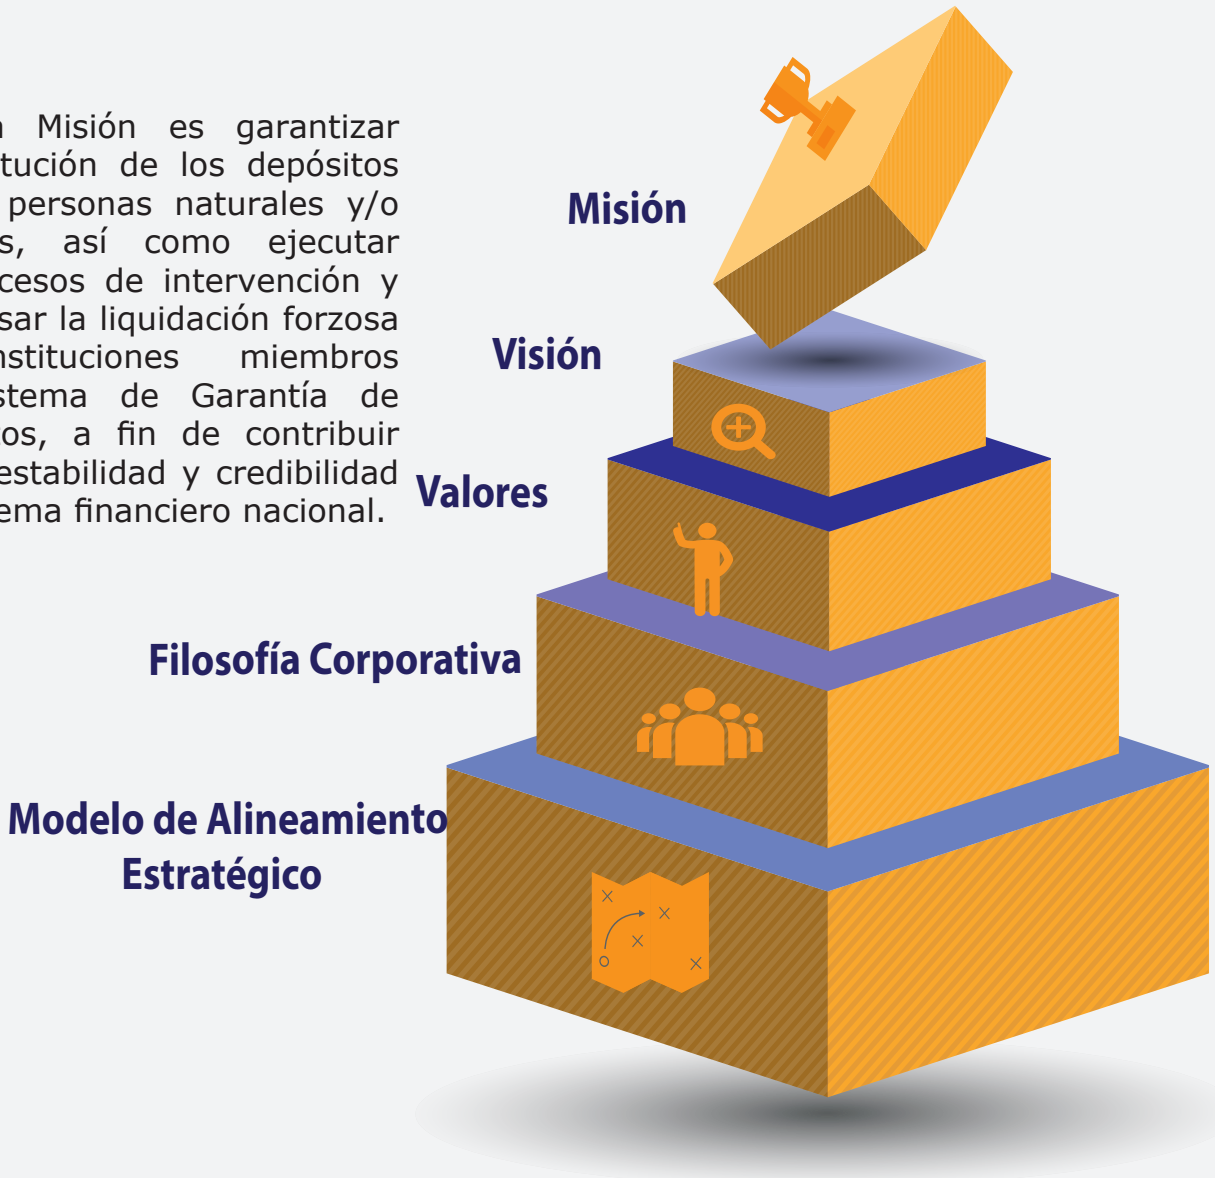 Misión es garantizar
tución de los depósitos
personas naturales y/o
s, así como ejecutar
cesos de intervención y
sar la liquidación forzosa
nstituciones miembros
stema de Garantía de
tos, a fin de contribuir
estabilidad y credibilidad
ema financiero nacional.
Misión
Visión
Valores
Filosofía Corporativa
Modelo de Alineamiento
Estratégico